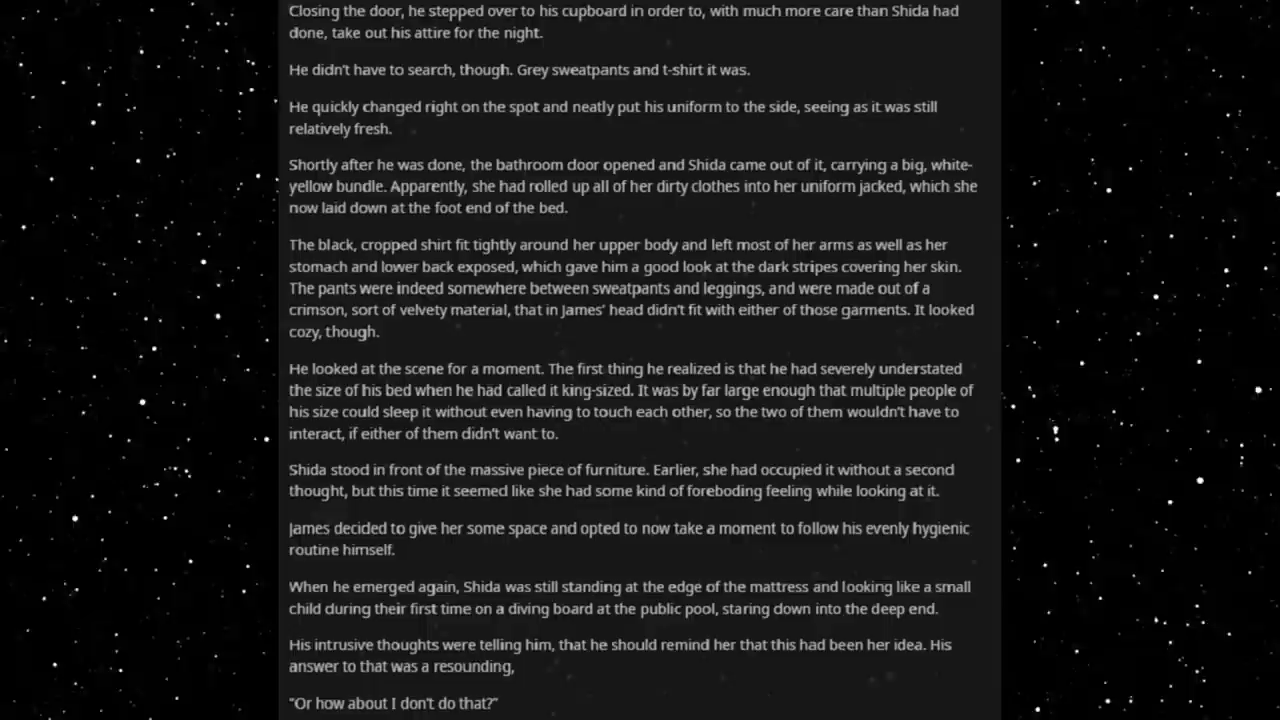 Closing the door, he stepped over to his cupboard in order to, with much more care than Shida had
done, take out his attire for the night.
He didn't have to search, though. Grey sweatpants and t-shirt it was.
He quickly changed right on the spot and neatly put his uniform to the side, seeing as it was still
relatively fresh.
Shortly after he was done, the bathroom door opened and Shida came out of it, carrying a big, white-
yellow bundle. Apparently, she had rolled up all of her dirty clothes into her uniform jacked, which she
now laid down at the foot end of the bed.
The black, cropped shirt fit tightly around her upper body and left most of her arms as well as her
stomach and lower back exposed, which gave him a good look at the dark stripes covering her skin.
The pants were indeed somewhere between sweatpants and leggings, and were made out of a
crimson, sort of velvety material, that in James' head didn't fit with either of those garments. It looked
cozy, though.
He looked at the scene for a moment. The first thing he realized is that he had severely understated
the size of his bed when he had called it king-sized. It was by far large enough that multiple people of
his size could sleep it without even having to touch each other, so the two of them wouldn't have to
interact, if either of them didn't want to.
Shida stood in front of the massive piece of furniture. Earlier, she had occupied it without a second
thought, but this time it seemed like she had some kind of foreboding feeling while looking at it.
James decided to give her some space and opted to now take a moment to follow his evenly hygienic
routine himself.
When he emerged again, Shida was still standing at the edge of the mattress and looking like a small
child during their first time on a diving board at the public pool, staring down into the deep end.
His intrusive thoughts were telling him, that he should remind her that this had been her idea. His
answer to that was a resounding,
"Or how about I don't do that?"